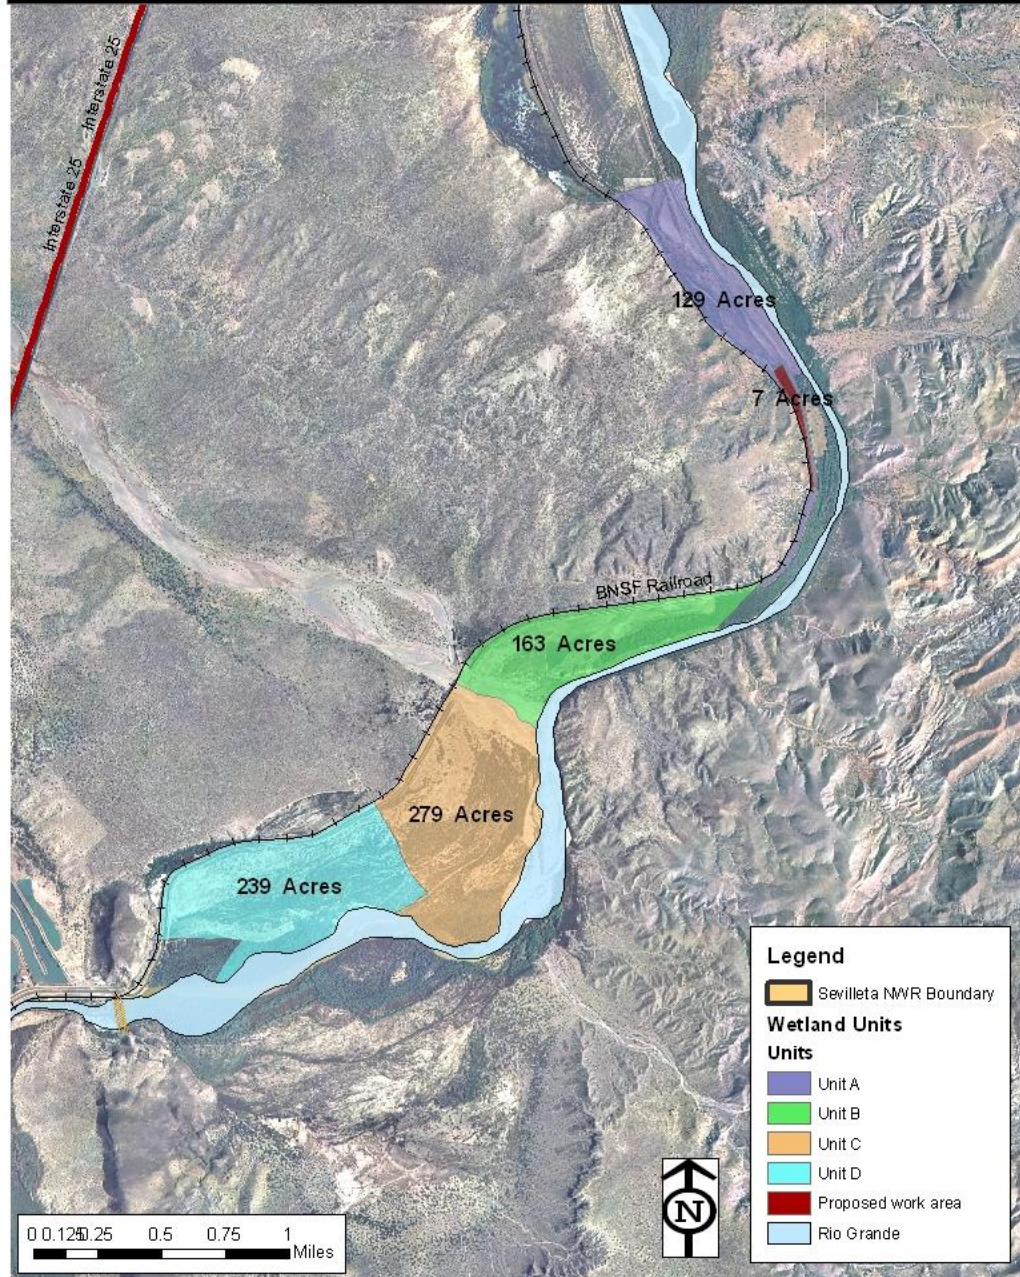 Interstate 25
Interstate 25
129 Acres
7 Acres
BNSF Railroad
163 Acres
279 Acres
239 Acres
Legend
Sevilleta NWR Boundary
Wetland Units
Units
Unit A
Unit B
Unit C
Unit D
Proposed work area
Rio Grande
N
0 0.125 0.25 0.5 0.75 1
Miles